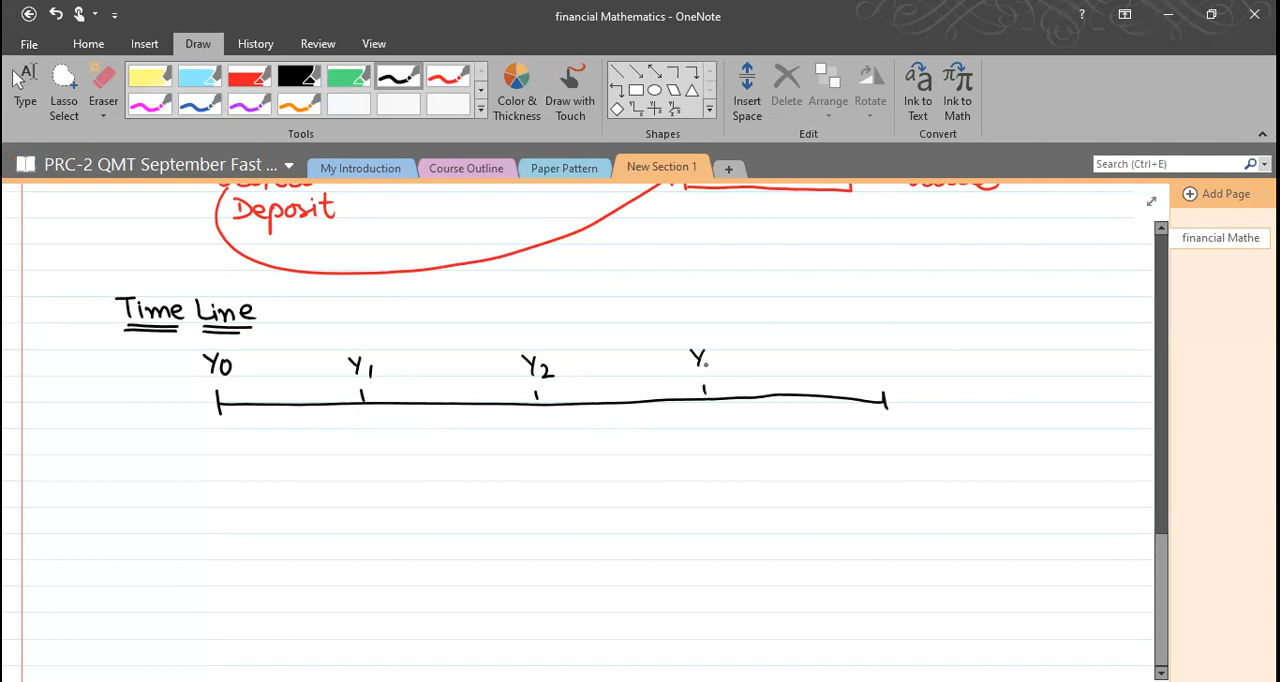 financial Mathematics - OneNote
?
File Home Insert Draw History Review View
Type
Lasso Select
Eraser
Color & Thickness
Draw with Touch
Insert Space
Delete
Arrange
Rotate
Ink to Text
Ink to Math
Tools Shapes Edit Convert
PRC-2 QMT September Fast ... My Introduction Course Outline Paper Pattern New Section 1 Search (Ctrl+E)
Add Page
financial Mathe
Deposit
Time Line
Y0 Y1 Y2 Y